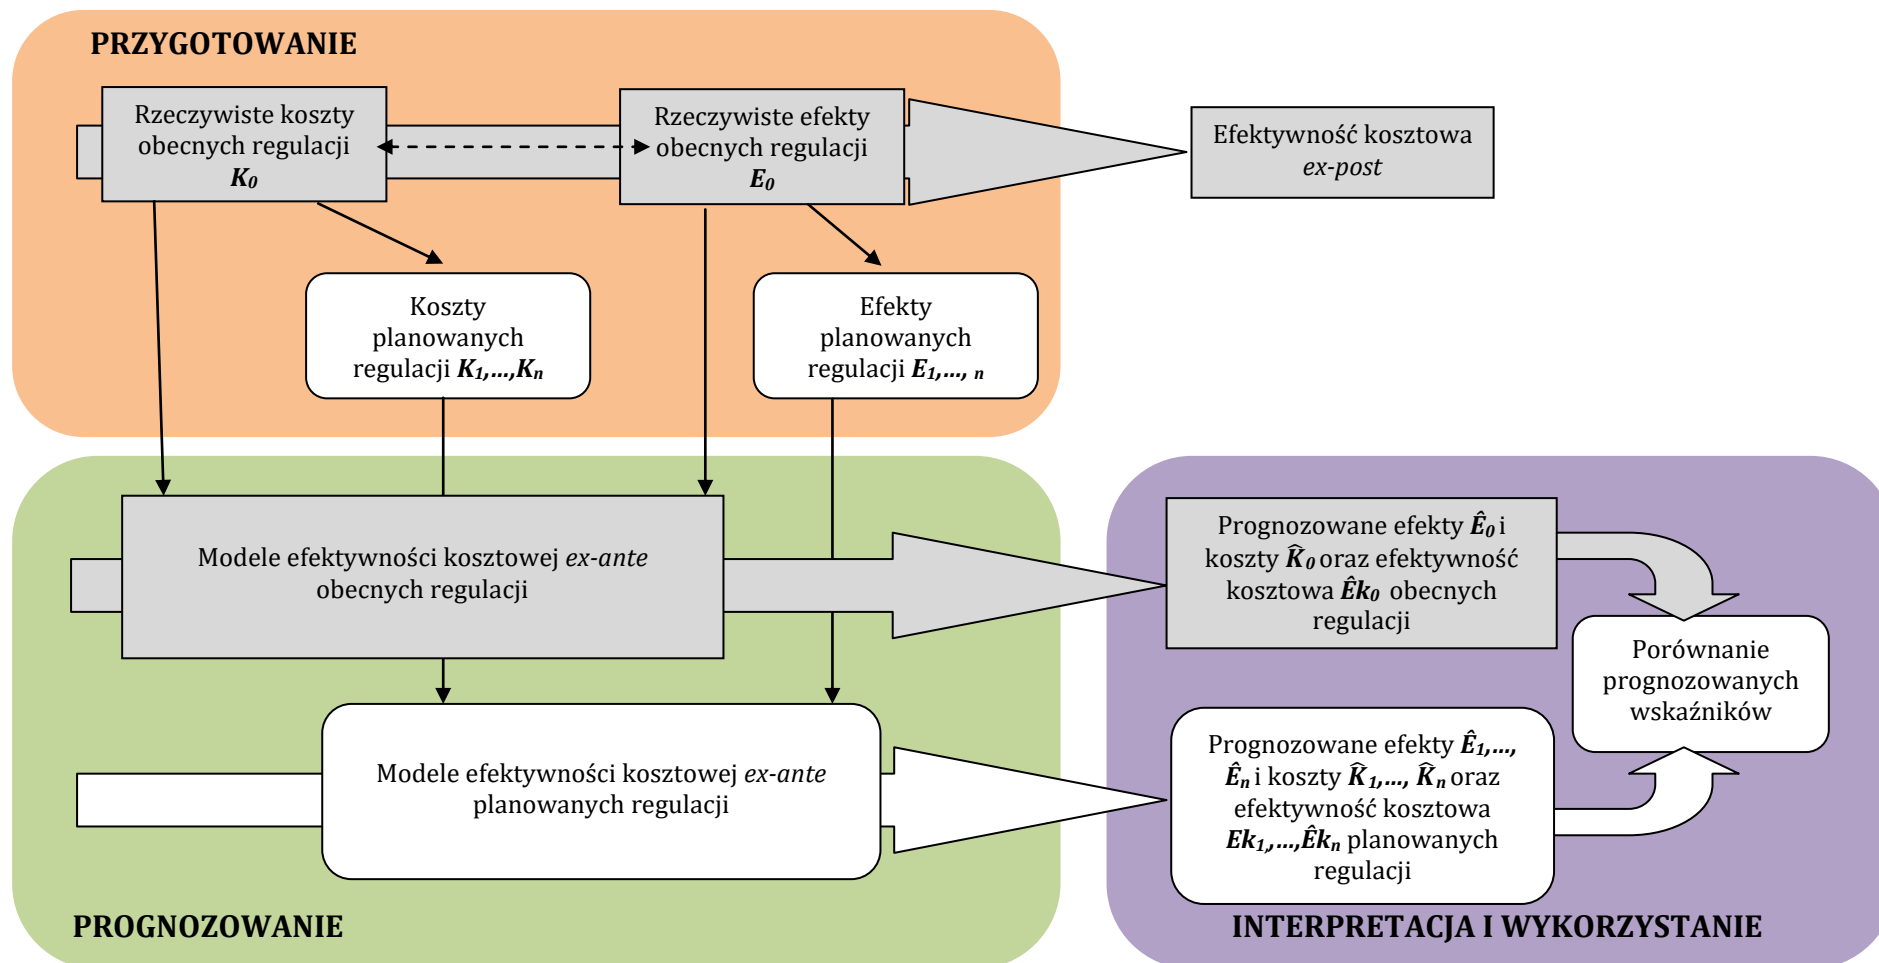 PRZYGOTOWANIE
Rzeczywiste koszty
obecnych regulacji
K₀
Rzeczywiste efekty
obecnych regulacji
E₀
Efektywność kosztowa
ex-post
Koszty
planowanych
regulacji K₁,...,Kₙ
Efekty
planowanych
regulacji E₁,..., ₙ
Modele efektywności kosztowej ex-ante
obecnych regulacji
Prognozowane efekty Ê₀ i
koszty K̂₀ oraz efektywność
kosztowa Êk₀ obecnych
regulacji
Porównanie
prognozowanych
wskaźników
Modele efektywności kosztowej ex-ante
planowanych regulacji
Prognozowane efekty Ê₁,...,
Êₙ i koszty K̂₁,..., K̂ₙ oraz
efektywność kosztowa
Ek₁,,...,Êkₙ planowanych
regulacji
PROGNOZOWANIE
INTERPRETACJA I WYKORZYSTANIE